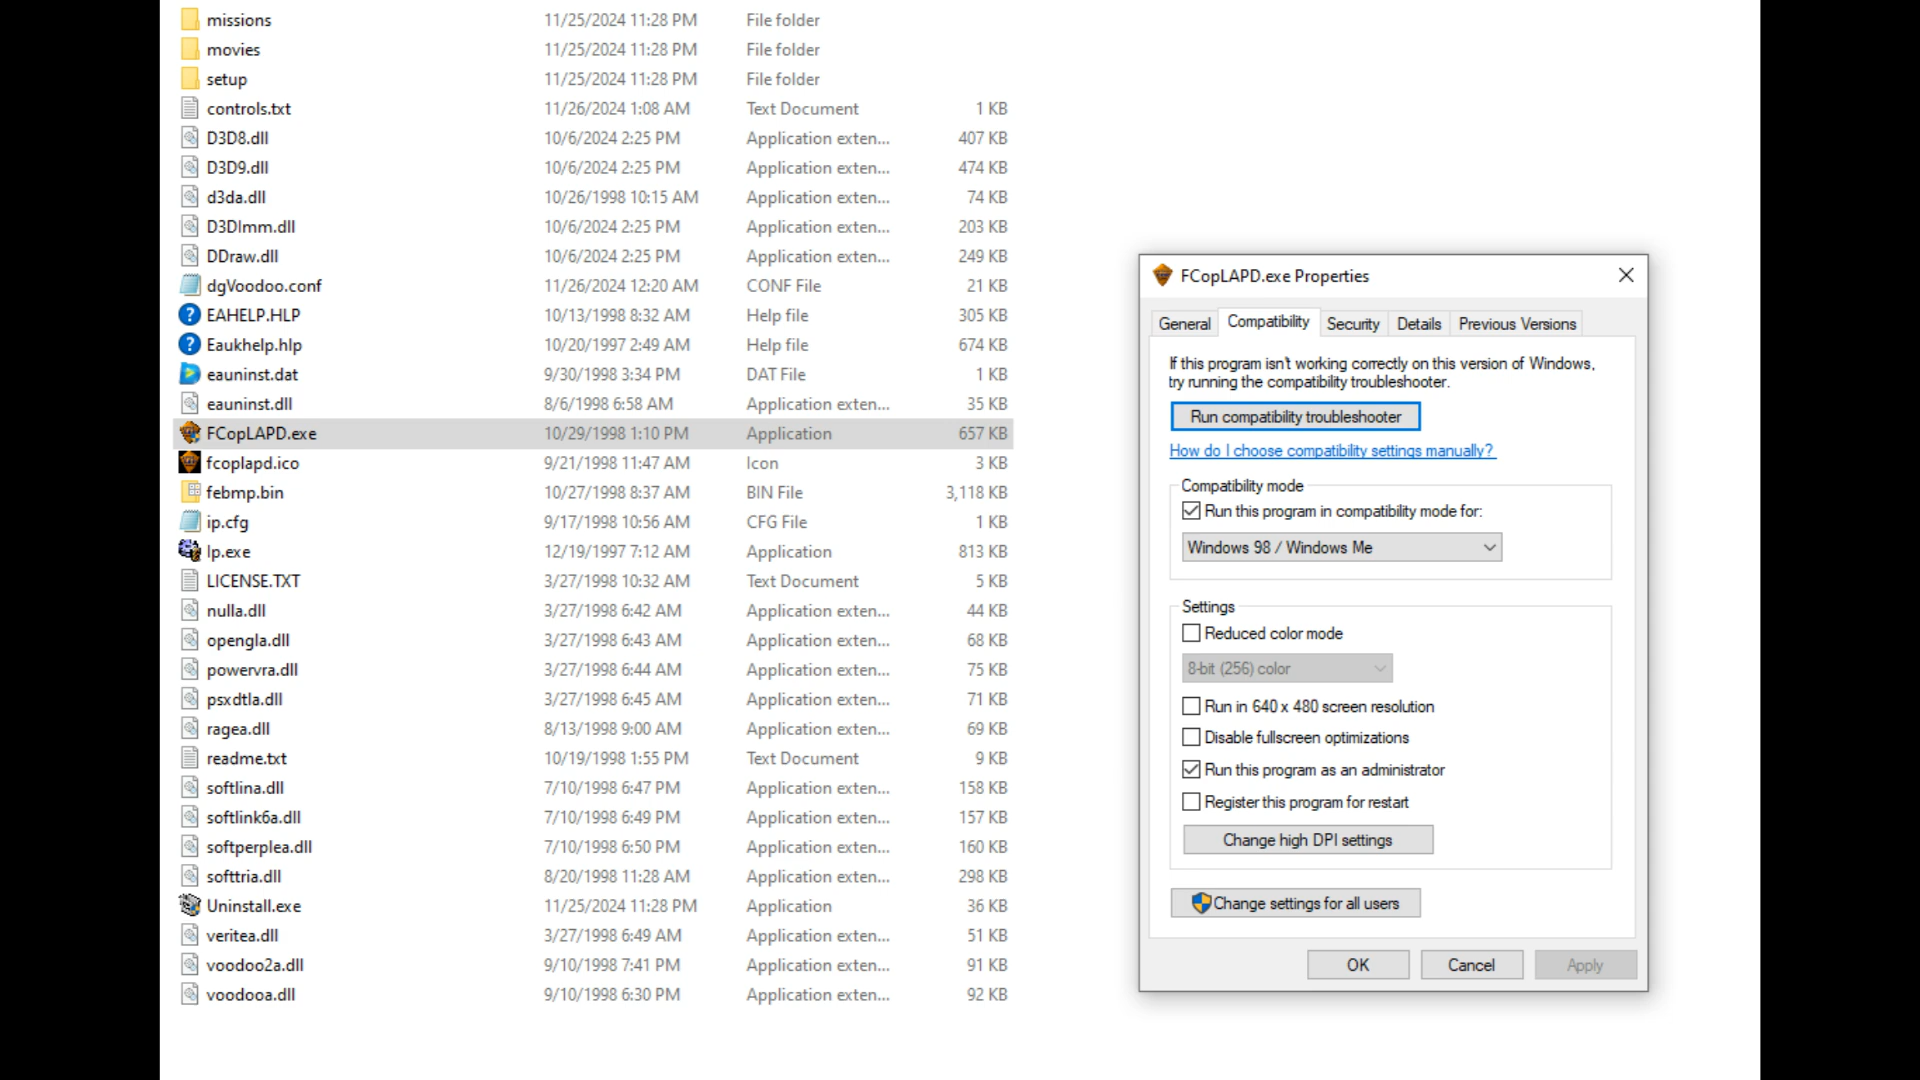 missions 11/25/2024 11:28 PM File folder
movies 11/25/2024 11:28 PM File folder
setup 11/25/2024 11:28 PM File folder
controls.txt 11/26/2024 1:08 AM Text Document 1 KB
D3D8.dll 10/6/2024 2:25 PM Application exten... 407 KB
D3D9.dll 10/6/2024 2:25 PM Application exten... 474 KB
d3da.dll 10/26/1998 10:15 AM Application exten... 74 KB
D3DImm.dll 10/6/2024 2:25 PM Application exten... 203 KB
DDraw.dll 10/6/2024 2:25 PM Application exten... 249 KB
dgVoodoo.conf 11/26/2024 12:20 AM CONF File 21 KB
EAHELP.HLP 10/13/1998 8:32 AM Help file 305 KB
Eaukhelp.hlp 10/20/1997 2:49 AM Help file 674 KB
eauninst.dat 9/30/1998 3:34 PM DAT File 1 KB
eauninst.dll 8/6/1998 6:58 AM Application exten... 35 KB
FCopLAPD.exe 10/29/1998 1:10 PM Application 657 KB
fcoplapd.ico 9/21/1998 11:47 AM Icon 3 KB
febmp.bin 10/27/1998 8:37 AM BIN File 3,118 KB
ip.cfg 9/17/1998 10:56 AM CFG File 1 KB
Ip.exe 12/19/1997 7:12 AM Application 813 KB
LICENSE.TXT 3/27/1998 10:32 AM Text Document 5 KB
nulla.dll 3/27/1998 6:42 AM Application exten... 44 KB
opengla.dll 3/27/1998 6:43 AM Application exten... 68 KB
powervra.dll 3/27/1998 6:44 AM Application exten... 75 KB
psxdtla.dll 3/27/1998 6:45 AM Application exten... 71 KB
ragea.dll 8/13/1998 9:00 AM Application exten... 69 KB
readme.txt 10/19/1998 1:55 PM Text Document 9 KB
softlina.dll 7/10/1998 6:47 PM Application exten... 158 KB
softlink6a.dll 7/10/1998 6:49 PM Application exten... 157 KB
softperplea.dll 7/10/1998 6:50 PM Application exten... 160 KB
softtria.dll 8/20/1998 11:28 AM Application exten... 298 KB
Uninstall.exe 11/25/2024 11:28 PM Application 36 KB
veritea.dll 3/27/1998 6:49 AM Application exten... 51 KB
voodoo2a.dll 9/10/1998 7:41 PM Application exten... 91 KB
voodooa.dll 9/10/1998 6:30 PM Application exten... 92 KB
FCopLAPD.exe Properties
General Compatibility Security Details Previous Versions
If this program isn't working correctly on this version of Windows,
try running the compatibility troubleshooter.
Run compatibility troubleshooter
How do I choose compatibility settings manually?
Compatibility mode
Run this program in compatibility mode for:
Windows 98 / Windows Me
Settings
Reduced color mode
8-bit (256) color
Run in 640 x 480 screen resolution
Disable fullscreen optimizations
Run this program as an administrator
Register this program for restart
Change high DPI settings
Change settings for all users
OK Cancel Apply